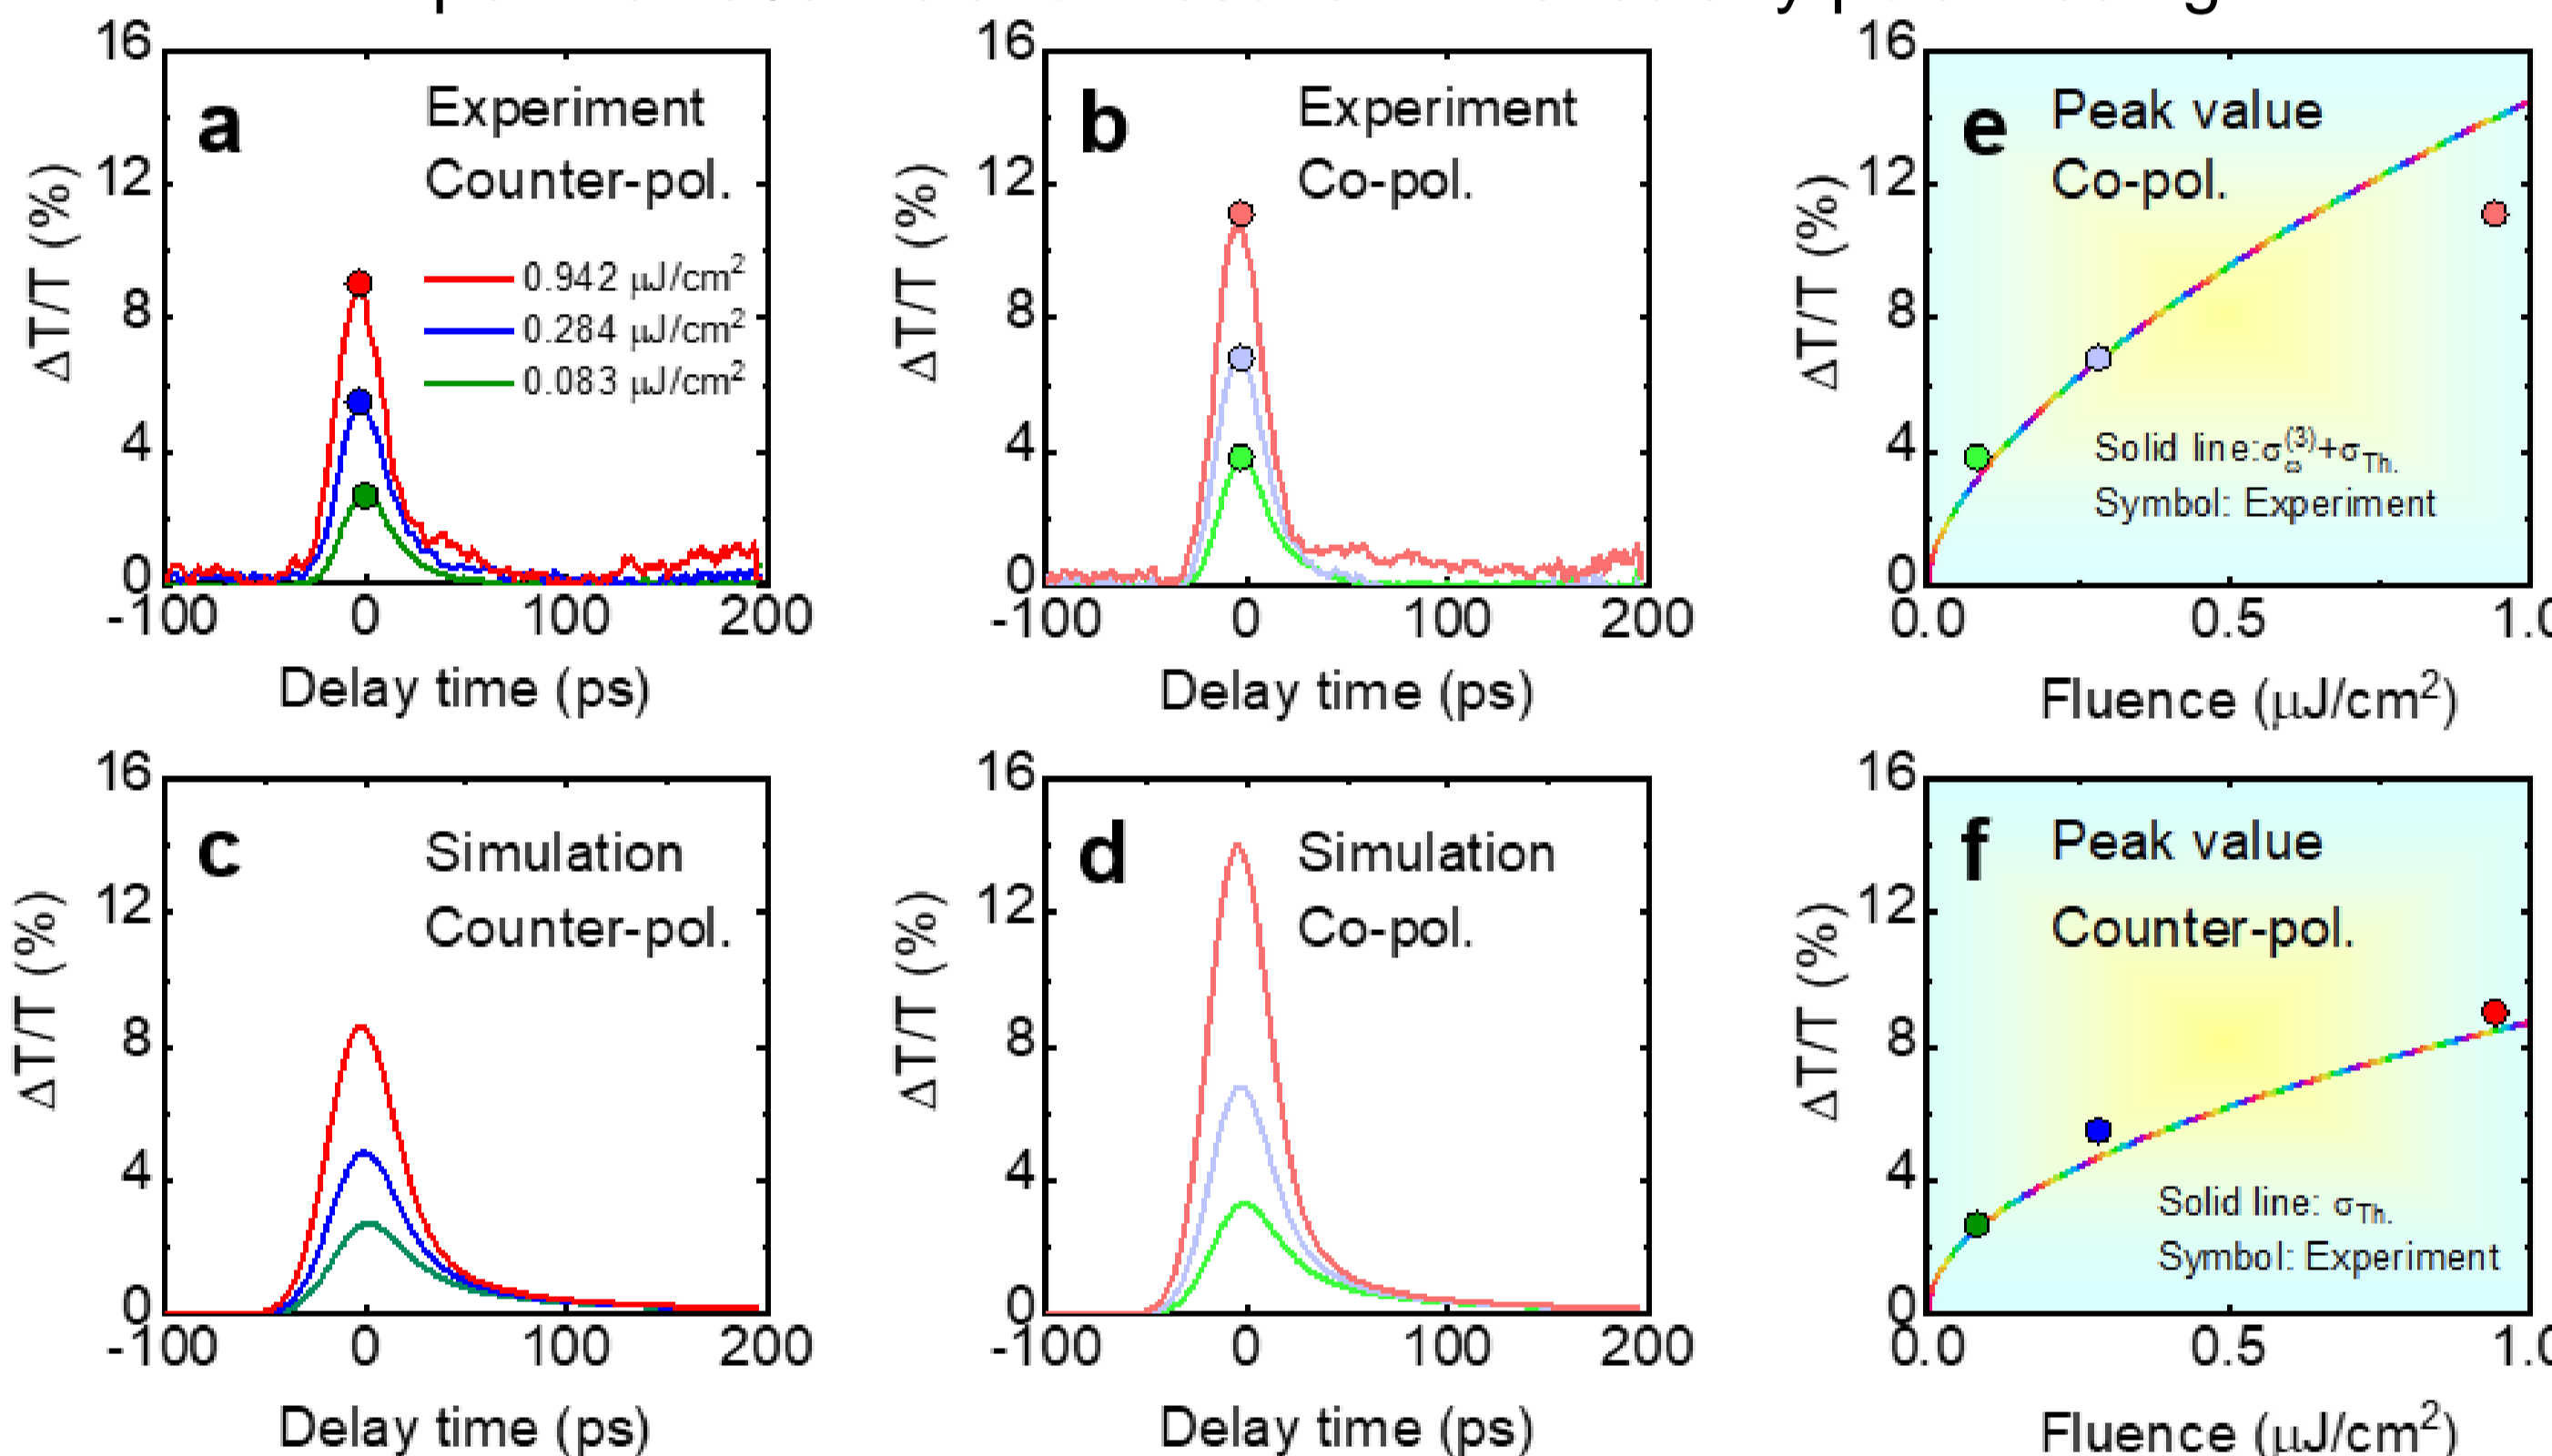 a
Experiment
Counter-pol.
0.942 μJ/cm²
0.284 μJ/cm²
0.083 μJ/cm²
ΔT/T (%)
16
12
8
4
0
-100 0 100 200
Delay time (ps)
b
Experiment
Co-pol.
ΔT/T (%)
16
12
8
4
0
-100 0 100 200
Delay time (ps)
e
Peak value
Co-pol.
Symbol: Experiment
ΔT/T (%)
16
12
8
4
0
0.0 0.5
Fluence (μJ/cm²)
c
Simulation
Counter-pol.
ΔT/T (%)
16
12
8
4
0
-100 0 100 200
Delay time (ps)
d
Simulation
Co-pol.
ΔT/T (%)
16
12
8
4
0
-100 0 100 200
Delay time (ps)
f
Peak value
Counter-pol.
Solid line: σTh.
Symbol: Experiment
ΔT/T (%)
16
12
8
4
0
0.0 0.5
Fluence (μJ/cm²)